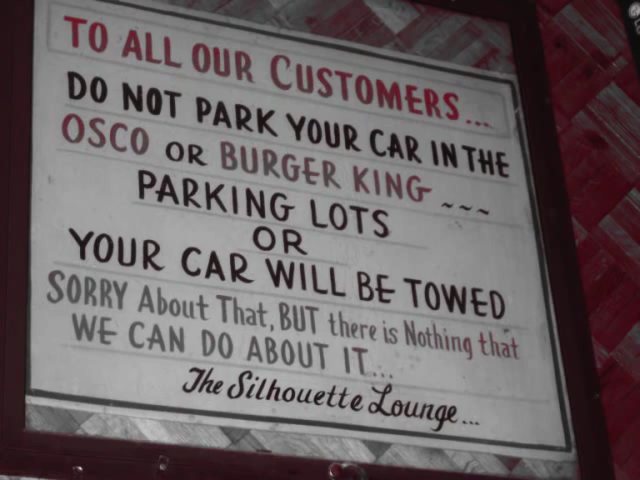 TO ALL OUR CUSTOMERS...
DO NOT PARK YOUR CAR IN THE
OSCO OR BURGER KING ~~~
PARKING LOTS
OR
YOUR CAR WILL BE TOWED
SORRY About That, BUT there is Nothing that
WE CAN DO ABOUT IT...
The Silhouette Lounge...